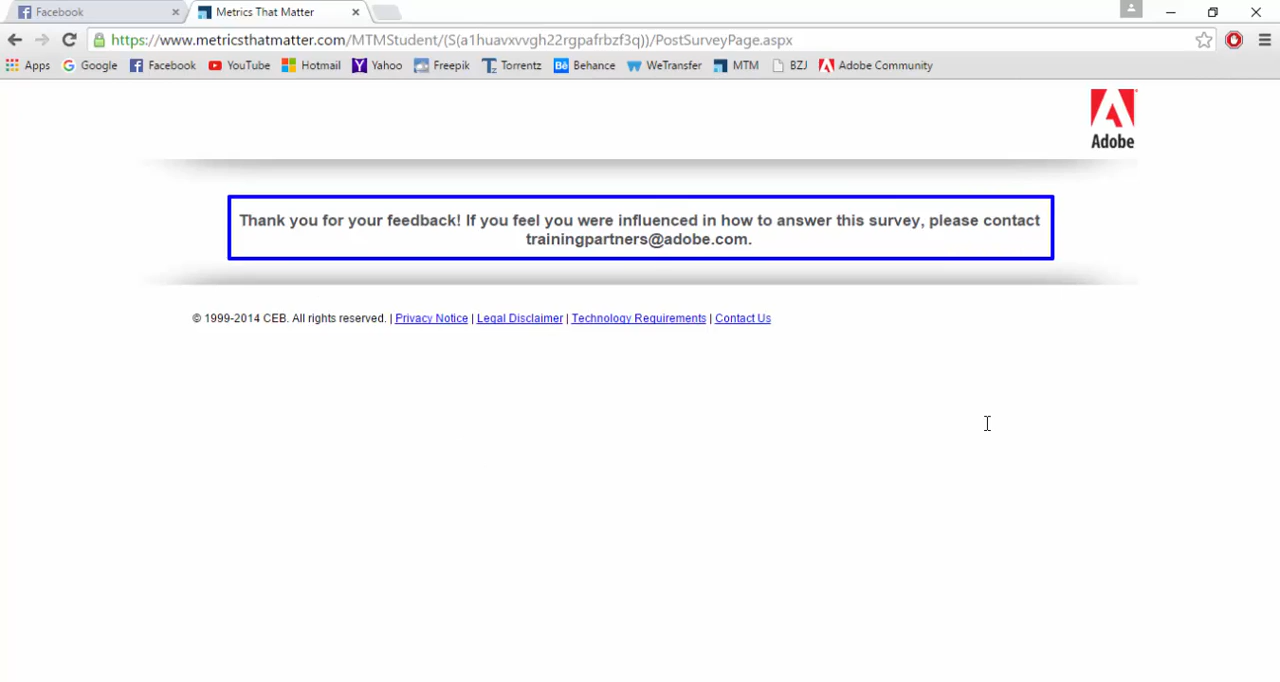 Facebook
Metrics That Matter
https://www.metricsthatmatter.com/MTMStudent/(S(a1huavxvvgh22rgpafrbzf3q))/PostSurveyPage.aspx
Apps Google Facebook YouTube Hotmail Yahoo Freepik Torrentz Behance WeTransfer MTM BZJ Adobe Community
Adobe
Thank you for your feedback! If you feel you were influenced in how to answer this survey, please contact
trainingpartners@adobe.com.
© 1999-2014 CEB. All rights reserved. | Privacy Notice | Legal Disclaimer | Technology Requirements | Contact Us